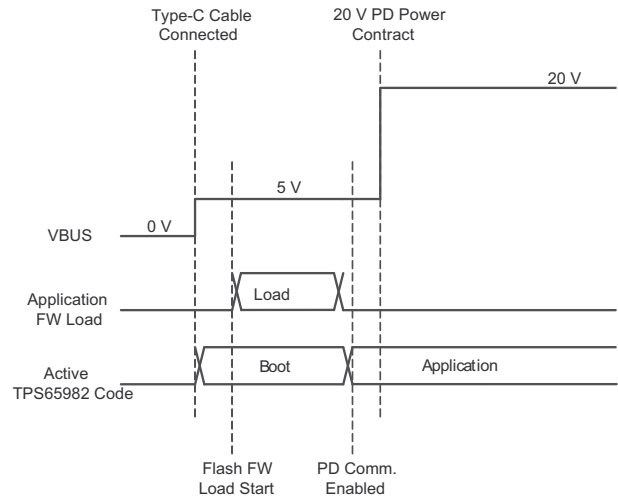 Type-C Cable
Connected
20 V PD Power
Contract
20 V
5 V
0 V
VBUS
Load
Application
FW Load
Boot
Application
Active
TPS65982 Code
Flash FW
Load Start
PD Comm.
Enabled